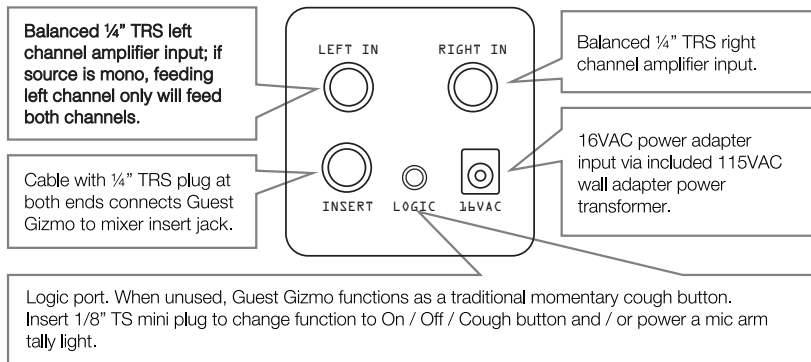 Balanced ¼” TRS left
channel amplifier input; if
source is mono, feeding
left channel only will feed
both channels.
LEFT IN
RIGHT IN
Balanced ¼” TRS right
channel amplifier input.
Cable with ¼” TRS plug at
both ends connects Guest
Gizmo to mixer insert jack.
INSERT
LOGIC
16VAC
16VAC power adapter
input via included 115VAC
wall adapter power
transformer.
Logic port. When unused, Guest Gizmo functions as a traditional momentary cough button.
Insert 1/8” TS mini plug to change function to On / Off / Cough button and / or power a mic arm
tally light.